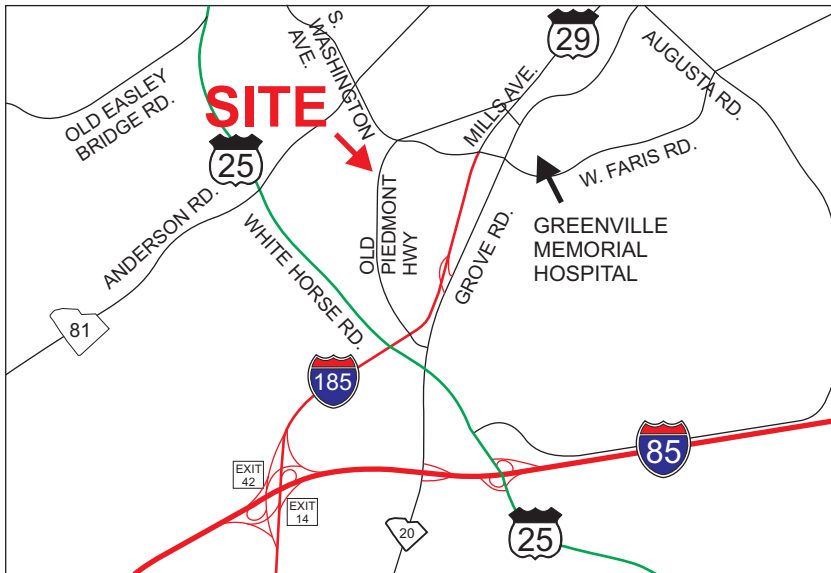 S.
WASHINGTON
AVE.
29
MILLS AVE.
AUGUSTA RD.
OLD EASLEY
BRIDGE RD.
SITE
25
W. FARIS RD.
ANDERSON RD.
WHITE HORSE RD.
OLD
PIEDMONT
HWY
GROVE RD.
GREENVILLE
MEMORIAL
HOSPITAL
81
185
85
EXIT
42
EXIT
14
20
25